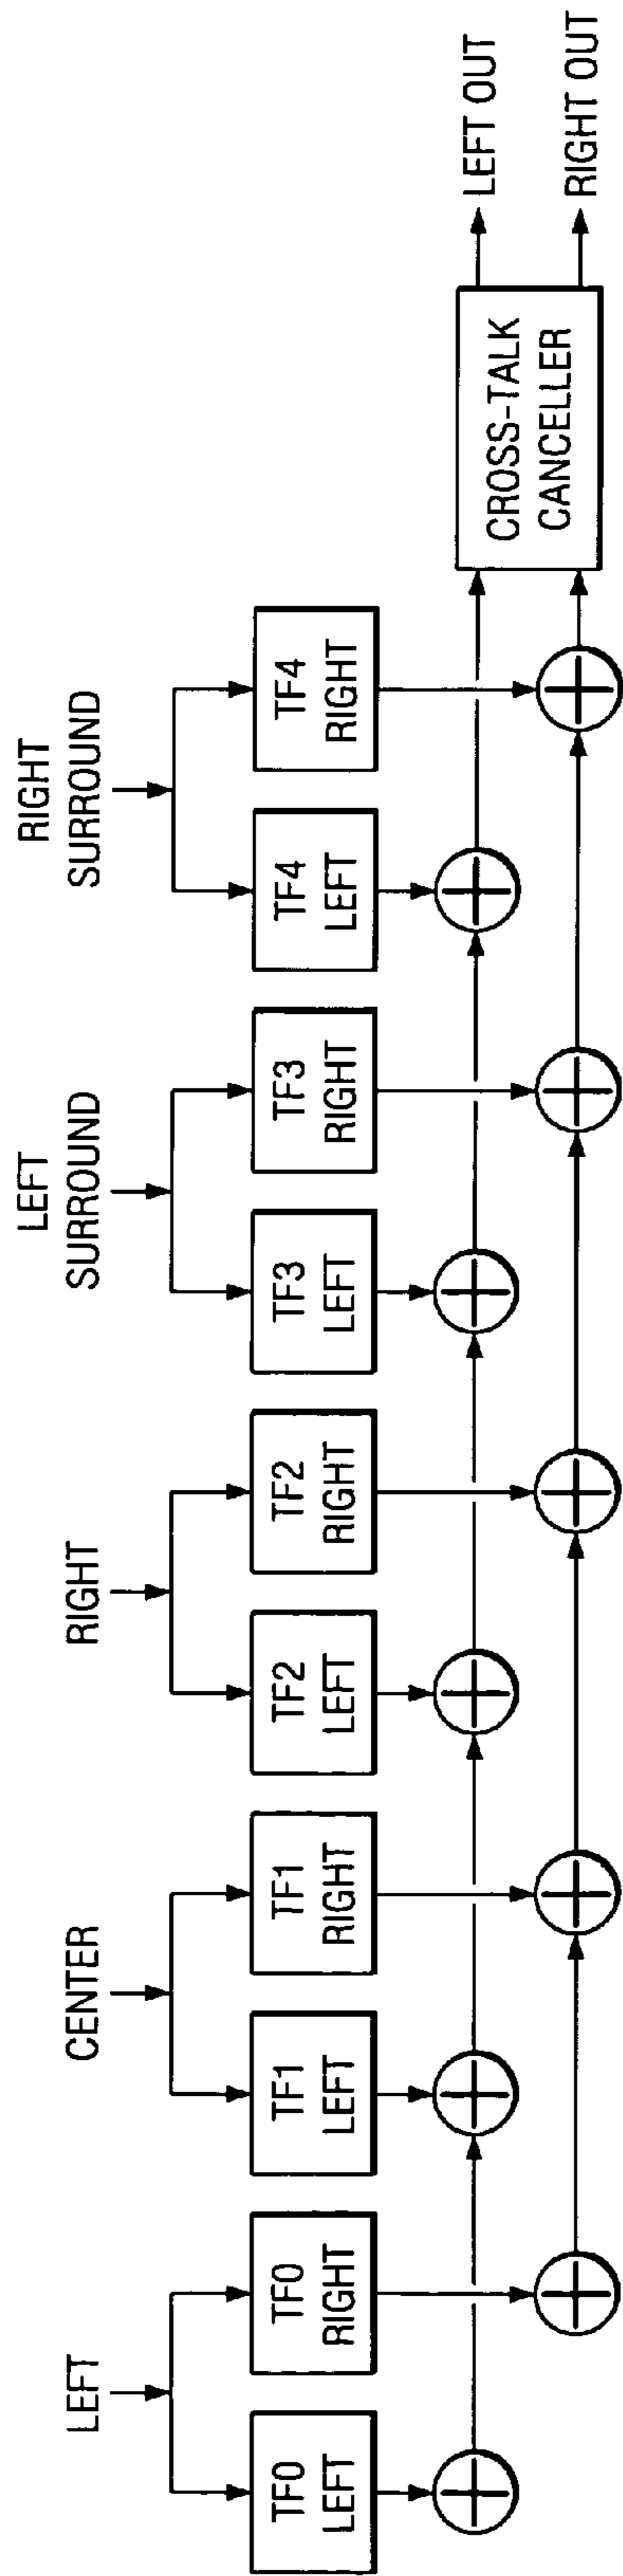 LEFT
CENTER
RIGHT
LEFT
SURROUND
RIGHT
SURROUND
TF0
LEFT
TF0
RIGHT
TF1
LEFT
TF1
RIGHT
TF2
LEFT
TF2
RIGHT
TF3
LEFT
TF3
RIGHT
TF4
LEFT
TF4
RIGHT
CROSS-TALK
CANCELLER
LEFT OUT
RIGHT OUT